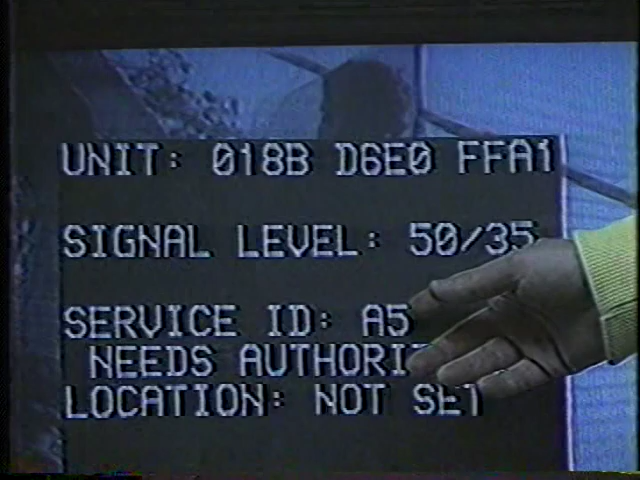 UNIT: 018B D6E0 FFA1
SIGNAL LEVEL: 50/35
SERVICE ID: A5
NEEDS
LOCATION: NOT SET